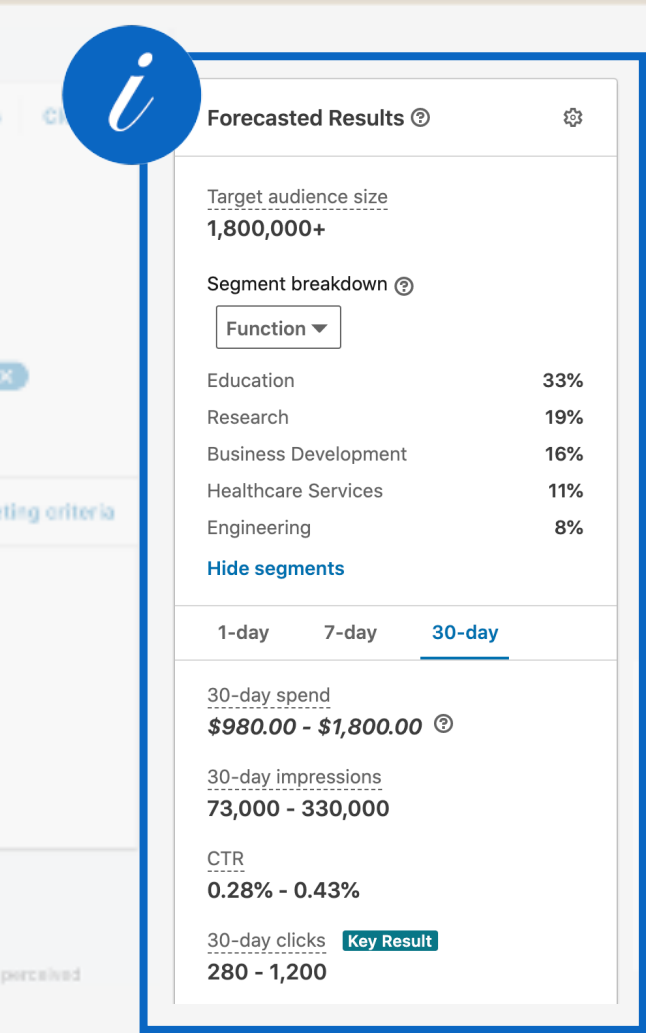 i
Forecasted Results
Target audience size
1,800,000+
Segment breakdown
Function
Education 33%
Research 19%
Business Development 16%
Healthcare Services 11%
Engineering 8%
Hide segments
1-day 7-day 30-day
30-day spend
$980.00 - $1,800.00
30-day impressions
73,000 - 330,000
CTR
0.28% - 0.43%
30-day clicks Key Result
280 - 1,200
criteria
perceived